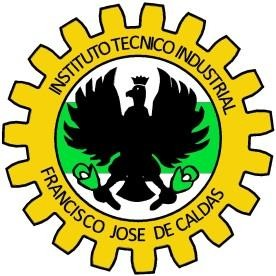 INSTITUTO TECNICO INDUSTRIAL
FRANCISCO JOSE DE CALDAS